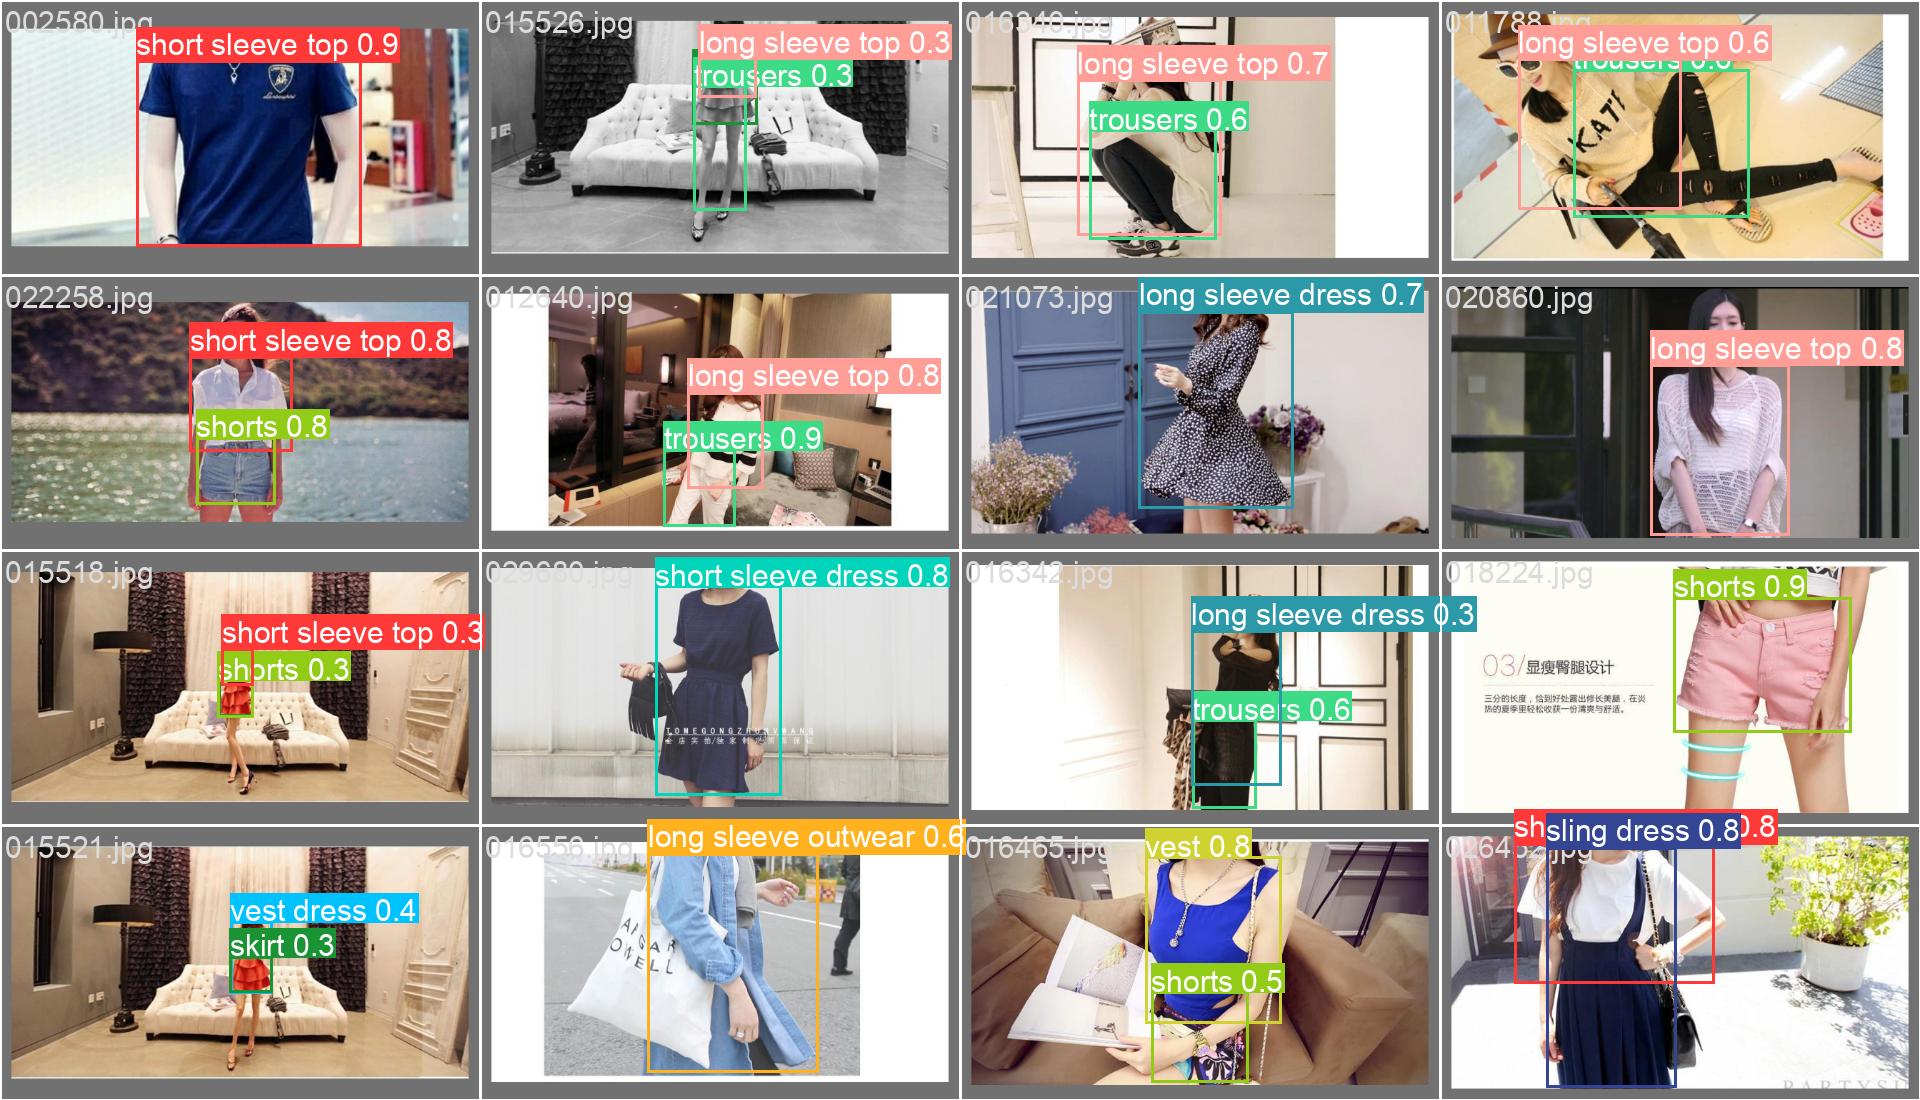 002580.jpg
short sleeve top 0.9
015526.jpg
long sleeve top 0.3
trousers 0.3
016340.jpg
long sleeve top 0.7
trousers 0.6
011788.jpg
long sleeve top 0.6
trousers 0.6
AKATE
022258.jpg
short sleeve top 0.8
shorts 0.8
012640.jpg
long sleeve top 0.8
trousers 0.9
021073.jpg
long sleeve dress 0.7
020860.jpg
long sleeve top 0.8
015518.jpg
short sleeve top 0.3
shorts 0.3
029680.jpg
short sleeve dress 0.8
016342.jpg
long sleeve dress 0.3
trousers 0.6
018224.jpg
shorts 0.9
03/显瘦臀腿设计
三分的长度，恰到好处露出修长美腿，在炎
热的夏季里轻松收获一份清爽与舒适。
015521.jpg
vest dress 0.4
skirt 0.3
016556.jpg
long sleeve outwear 0.6
016465.jpg
vest 0.8
shorts 0.5
sh
sling dress 0.8
0.8
PARTYSU